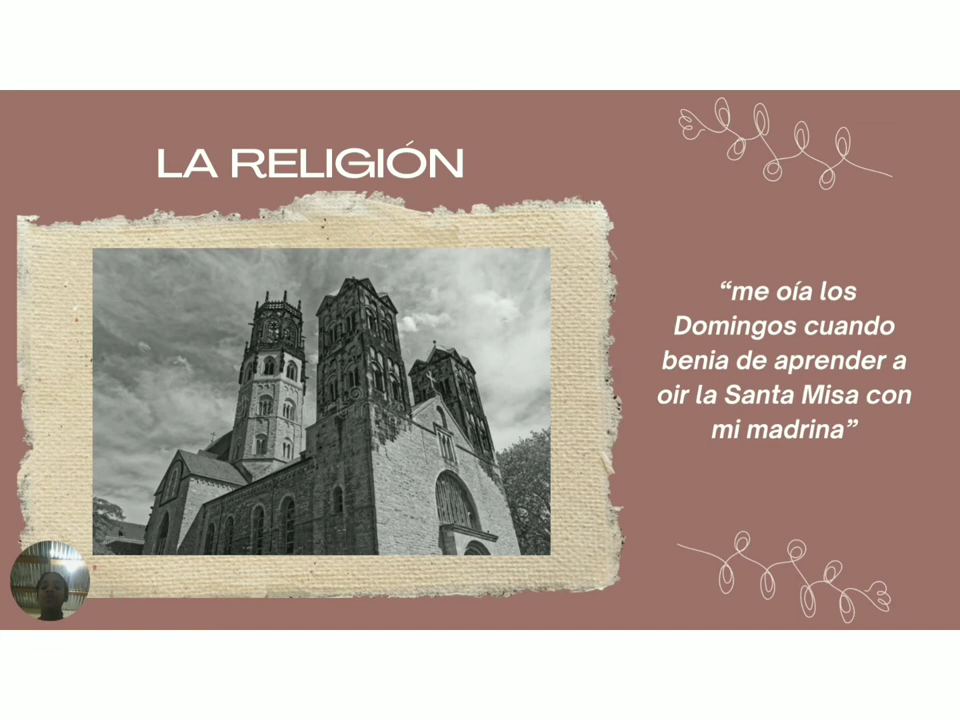 LA RELIGIÓN
“me oía los
Domingos cuando
benia de aprender a
oir la Santa Misa con
mi madrina”